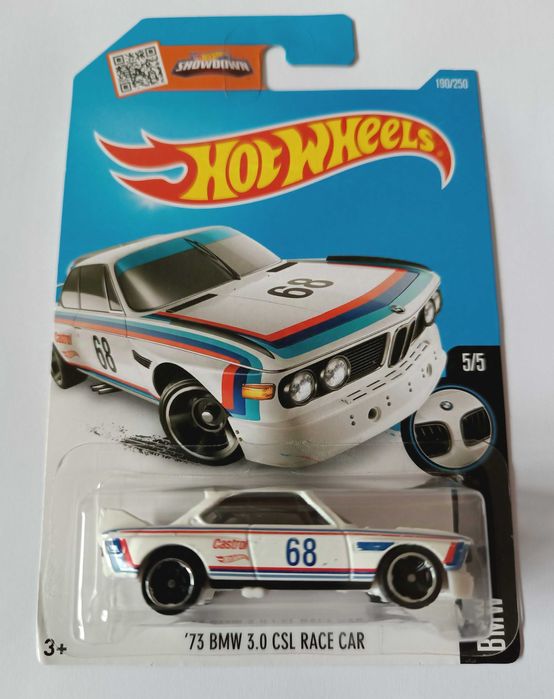 SHOWDOWN
190/250
HOT WHEELS
68
Castrol
68
5/5
Castrol
68
'73 BMW 3.0 CSL RACE CAR
3+
BMW